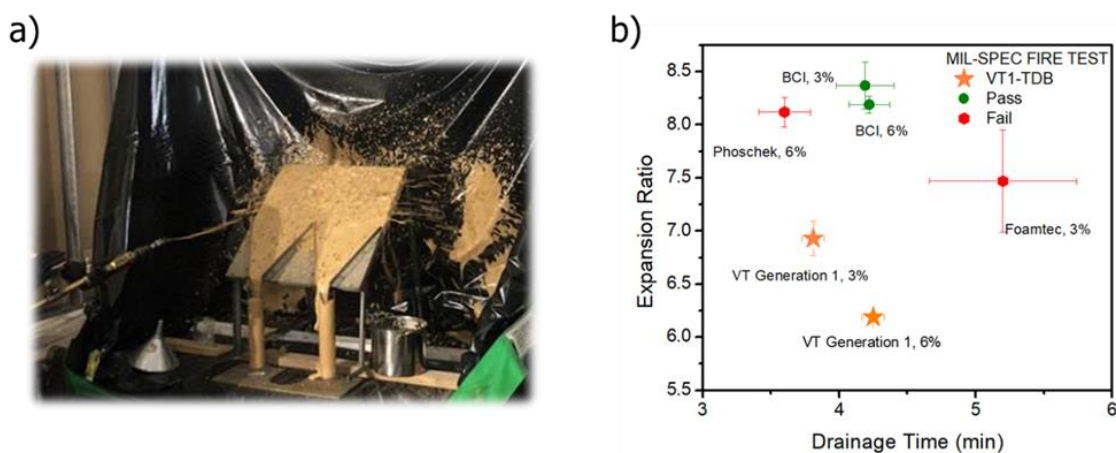 a)
b)
MIL-SPEC FIRE TEST
VT1-TDB
Pass
Fail
8.5
8.0
7.5
7.0
6.5
6.0
5.5
Expansion Ratio
BCI, 3%
BCI, 6%
Phoschek, 6%
Foamtec, 3%
VT Generation 1, 3%
VT Generation 1, 6%
3
4
5
6
Drainage Time (min)